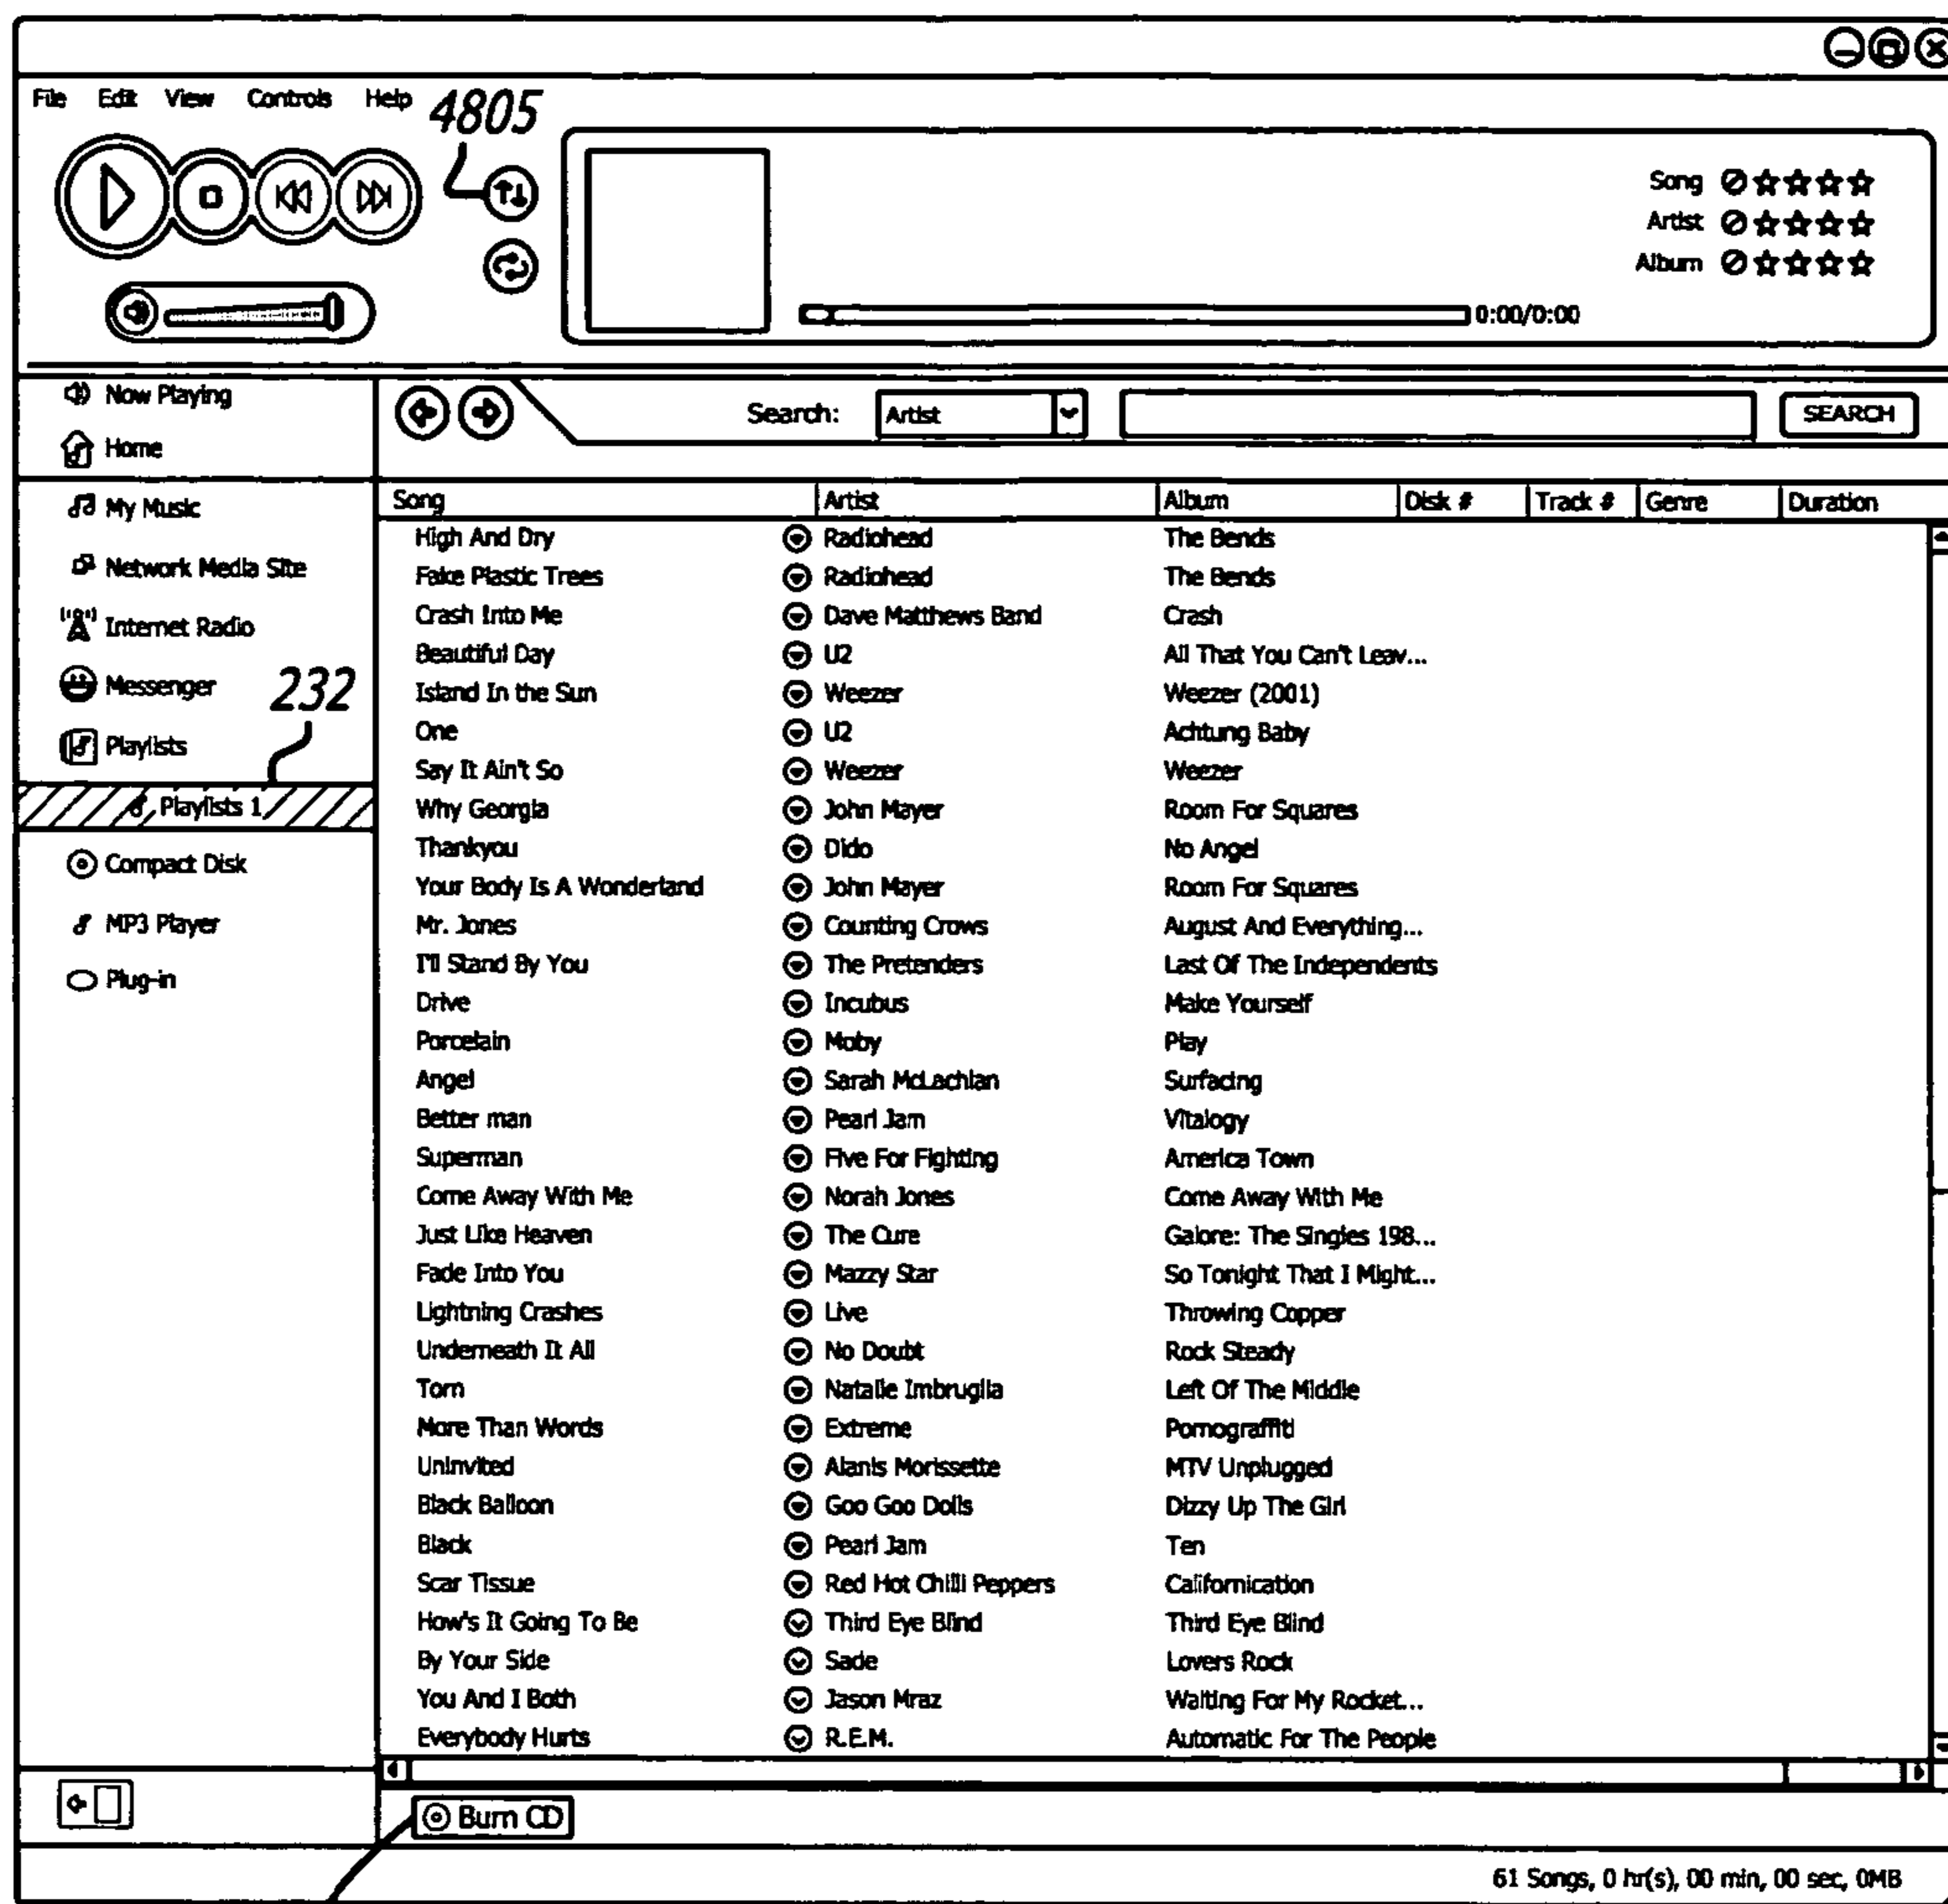 File Edit View Controls Help
4805
Song
Artist
Album
0:00/0:00
Now Playing
Home
Search: Artist SEARCH
My Music
Network Media Site
Internet Radio
Messenger
232
Playlists
Playlists 1
Compact Disk
MP3 Player
Plug-in
Song Artist Album Disk # Track # Genre Duration
High And Dry Radiohead The Bends
Fake Plastic Trees Radiohead The Bends
Crash Into Me Dave Matthews Band Crash
Beautiful Day U2 All That You Can't Leav...
Island In the Sun Weezer Weezer (2001)
One U2 Achtung Baby
Say It Ain't So Weezer Weezer
Why Georgia John Mayer Room For Squares
Thankyou Dido No Angel
Your Body Is A Wonderland John Mayer Room For Squares
Mr. Jones Counting Crows August And Everything...
I'll Stand By You The Pretenders Last Of The Independents
Drive Incubus Make Yourself
Porcelain Moby Play
Angel Sarah McLachlan Surfacing
Better man Pearl Jam Vitalogy
Superman Five For Fighting America Town
Come Away With Me Norah Jones Come Away With Me
Just Like Heaven The Cure Galore: The Singles 198...
Fade Into You Mazzy Star So Tonight That I Might...
Lightning Crashes Live Throwing Copper
Underneath It All No Doubt Rock Steady
Torn Natalie Imbruglia Left Of The Middle
More Than Words Extreme Pornograffiti
Uninvited Alanis Morissette MTV Unplugged
Black Balloon Goo Goo Dolls Dizzy Up The Girl
Black Pearl Jam Ten
Scar Tissue Red Hot Chilli Peppers Californication
How's It Going To Be Third Eye Blind Third Eye Blind
By Your Side Sade Lovers Rock
You And I Both Jason Mraz Waiting For My Rocket...
Everybody Hurts R.E.M. Automatic For The People
Burn CD
61 Songs, 0 hr(s), 00 min, 00 sec, 0MB